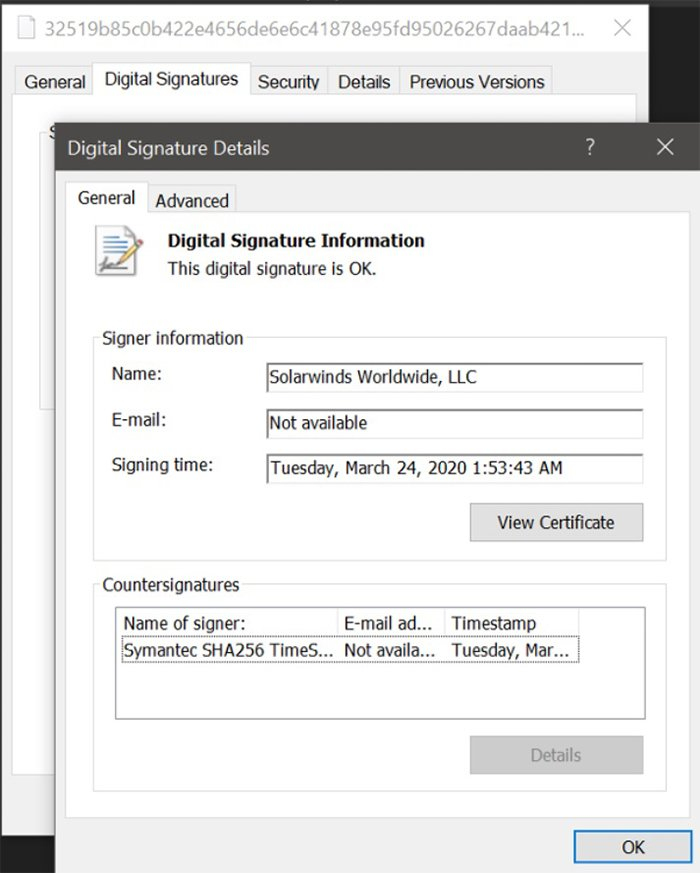 32519b85c0b422e4656de6e6c41878e95fd95026267daab421...
General Digital Signatures Security Details Previous Versions
Digital Signature Details ?
General Advanced
Digital Signature Information
This digital signature is OK.
Signer information
Name: Solarwinds Worldwide, LLC
E-mail: Not available
Signing time: Tuesday, March 24, 2020 1:53:43 AM
View Certificate
Countersignatures
Name of signer: E-mail ad... Timestamp
Symantec SHA256 TimeS... Not availa... Tuesday, Mar...
Details
OK